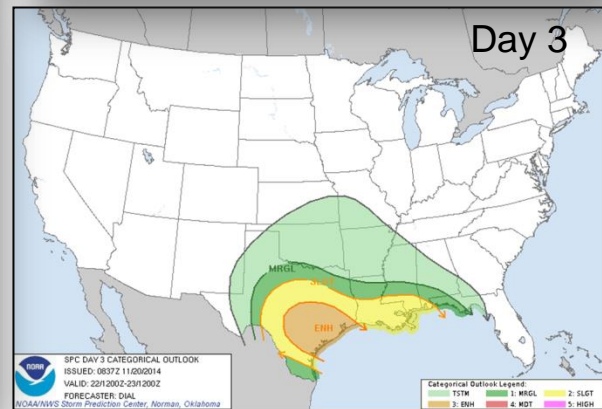 Day 3
MRGL
ENH
NOAA
SPC DAY 3 CATEGORICAL OUTLOOK
ISSUED: 0837Z 11/20/2014
VALID: 22/1200Z-23/1200Z
FORECASTER: DIAL
NOAA/NWS Storm Prediction Center, Norman, Oklahoma
Categorical Outlook Legend:
TSTM 1: MRGL 2: SLGT
3: ENH 4: MDT 5: HIGH